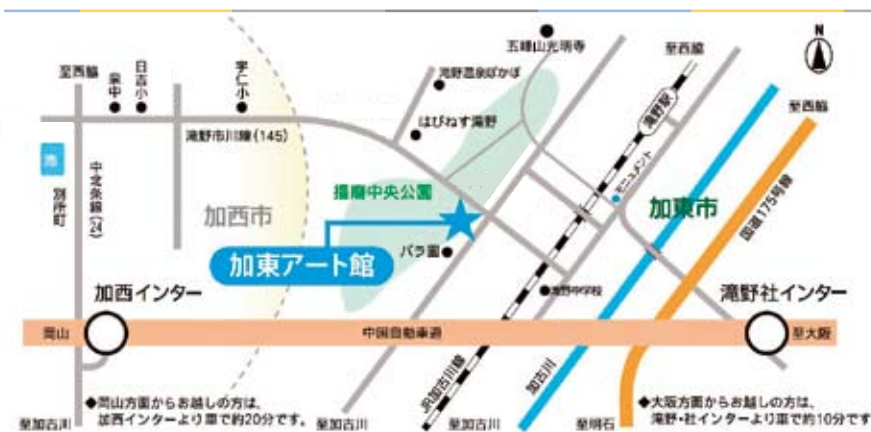 N
五峰山光明寺
至西脇
至西脇
泉中
日吉小
宇仁小
滝野温泉ぽかぽ
滝野駅
至西脇
はぴねす滝野
滝野市川線(145)
モニュメント
池
別所町
中北条線(24)
播磨中央公園
加西市
加東市
国道175号線
加東アート館
バラ園
加西インター
滝野中学校
滝野社インター
岡山
中国自動車道
至大阪
JR加古川線
加古川
◆岡山方面からお越しの方は、
加西インターより車で約20分です。
◆大阪方面からお越しの方は、
滝野・社インターより車で約10分です
至加古川
至加古川
至加古川
至明石